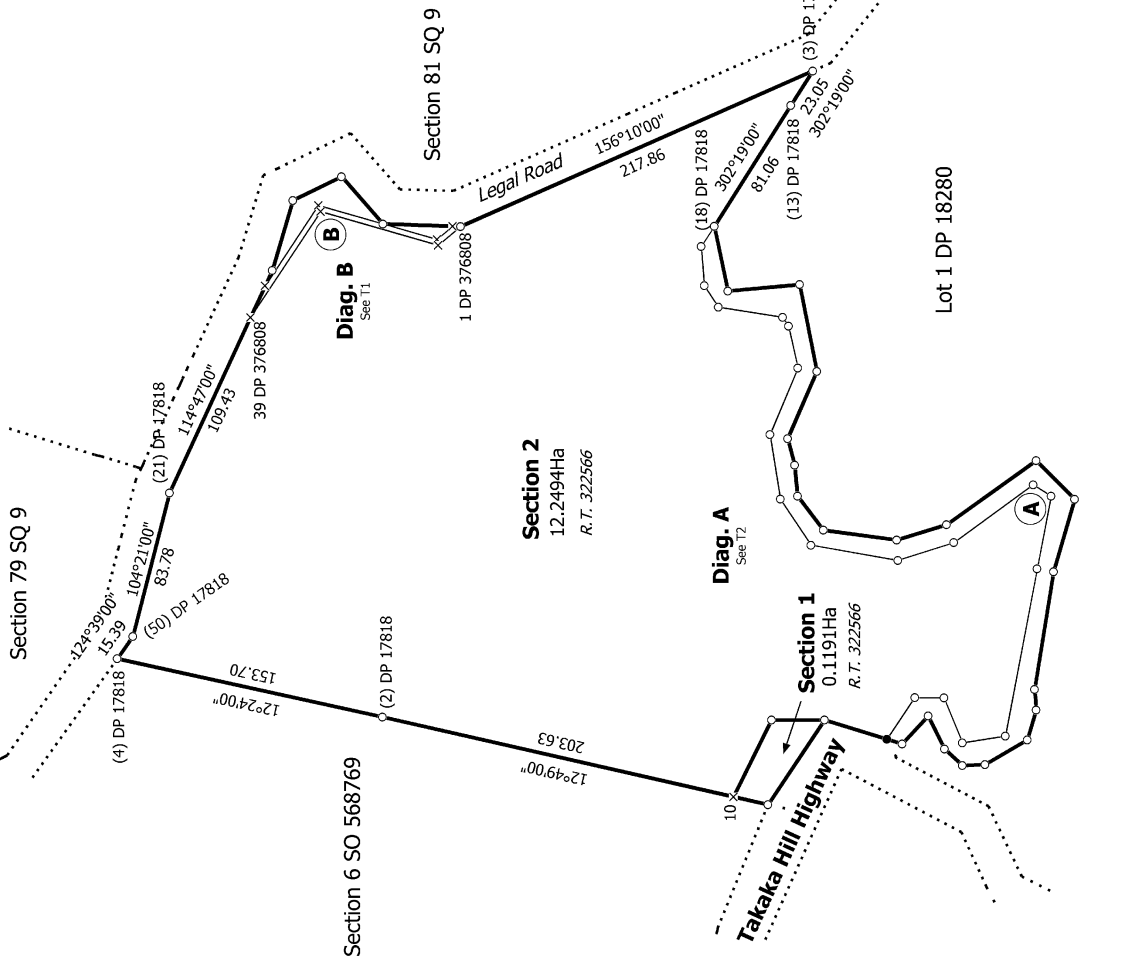 Section 81 SQ 9
(3) DP 1
Legal Road
156°10'00"
217.86
23.05
302°19'00"
(18) DP 17818
302°19'00"
81.06
(13) DP 17818
B
Diag. B
See T1
1 DP 376808
39 DP 376808
114°47'00"
109.43
(21) DP 17818
Section 79 SQ 9
104°21'00"
83.78
124°39'00"
15.39
(50) DP 17818
(4) DP 17818
153.70
12°24'00"
(2) DP 17818
203.63
12°49'00"
Section 6 SO 568769
Section 2
12.2494Ha
R.T. 322566
Lot 1 DP 18280
Diag. A
See T2
A
Section 1
0.1191Ha
R.T. 322566
10
Takaka Hill Highway